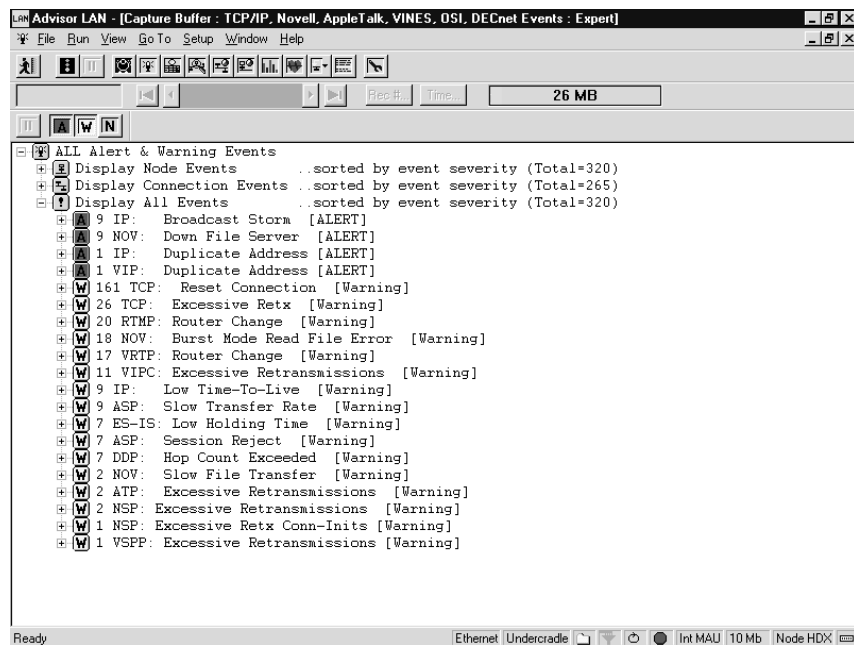 LAN Advisor LAN - [Capture Buffer : TCP/IP, Novell, AppleTalk, VINES, OSI, DECnet Events : Expert]
File Run View Go To Setup Window Help
Rec #... Time... 26 MB
A W N
ALL Alert & Warning Events
Display Node Events ..sorted by event severity (Total=320)
Display Connection Events ..sorted by event severity (Total=265)
Display All Events ..sorted by event severity (Total=320)
A 9 IP: Broadcast Storm [ALERT]
A 9 NOV: Down File Server [ALERT]
A 1 IP: Duplicate Address [ALERT]
A 1 VIP: Duplicate Address [ALERT]
W 161 TCP: Reset Connection [Warning]
W 26 TCP: Excessive Retx [Warning]
W 20 RTMP: Router Change [Warning]
W 18 NOV: Burst Mode Read File Error [Warning]
W 17 VRTP: Router Change [Warning]
W 11 VIPC: Excessive Retransmissions [Warning]
W 9 IP: Low Time-To-Live [Warning]
W 9 ASP: Slow Transfer Rate [Warning]
W 7 ES-IS: Low Holding Time [Warning]
W 7 ASP: Session Reject [Warning]
W 7 DDP: Hop Count Exceeded [Warning]
W 2 NOV: Slow File Transfer [Warning]
W 2 ATP: Excessive Retransmissions [Warning]
W 2 NSP: Excessive Retransmissions [Warning]
W 1 NSP: Excessive Retx Conn-Inits [Warning]
W 1 VSPP: Excessive Retransmissions [Warning]
Ready Ethernet Undercradle Int MAU 10 Mb Node HDX